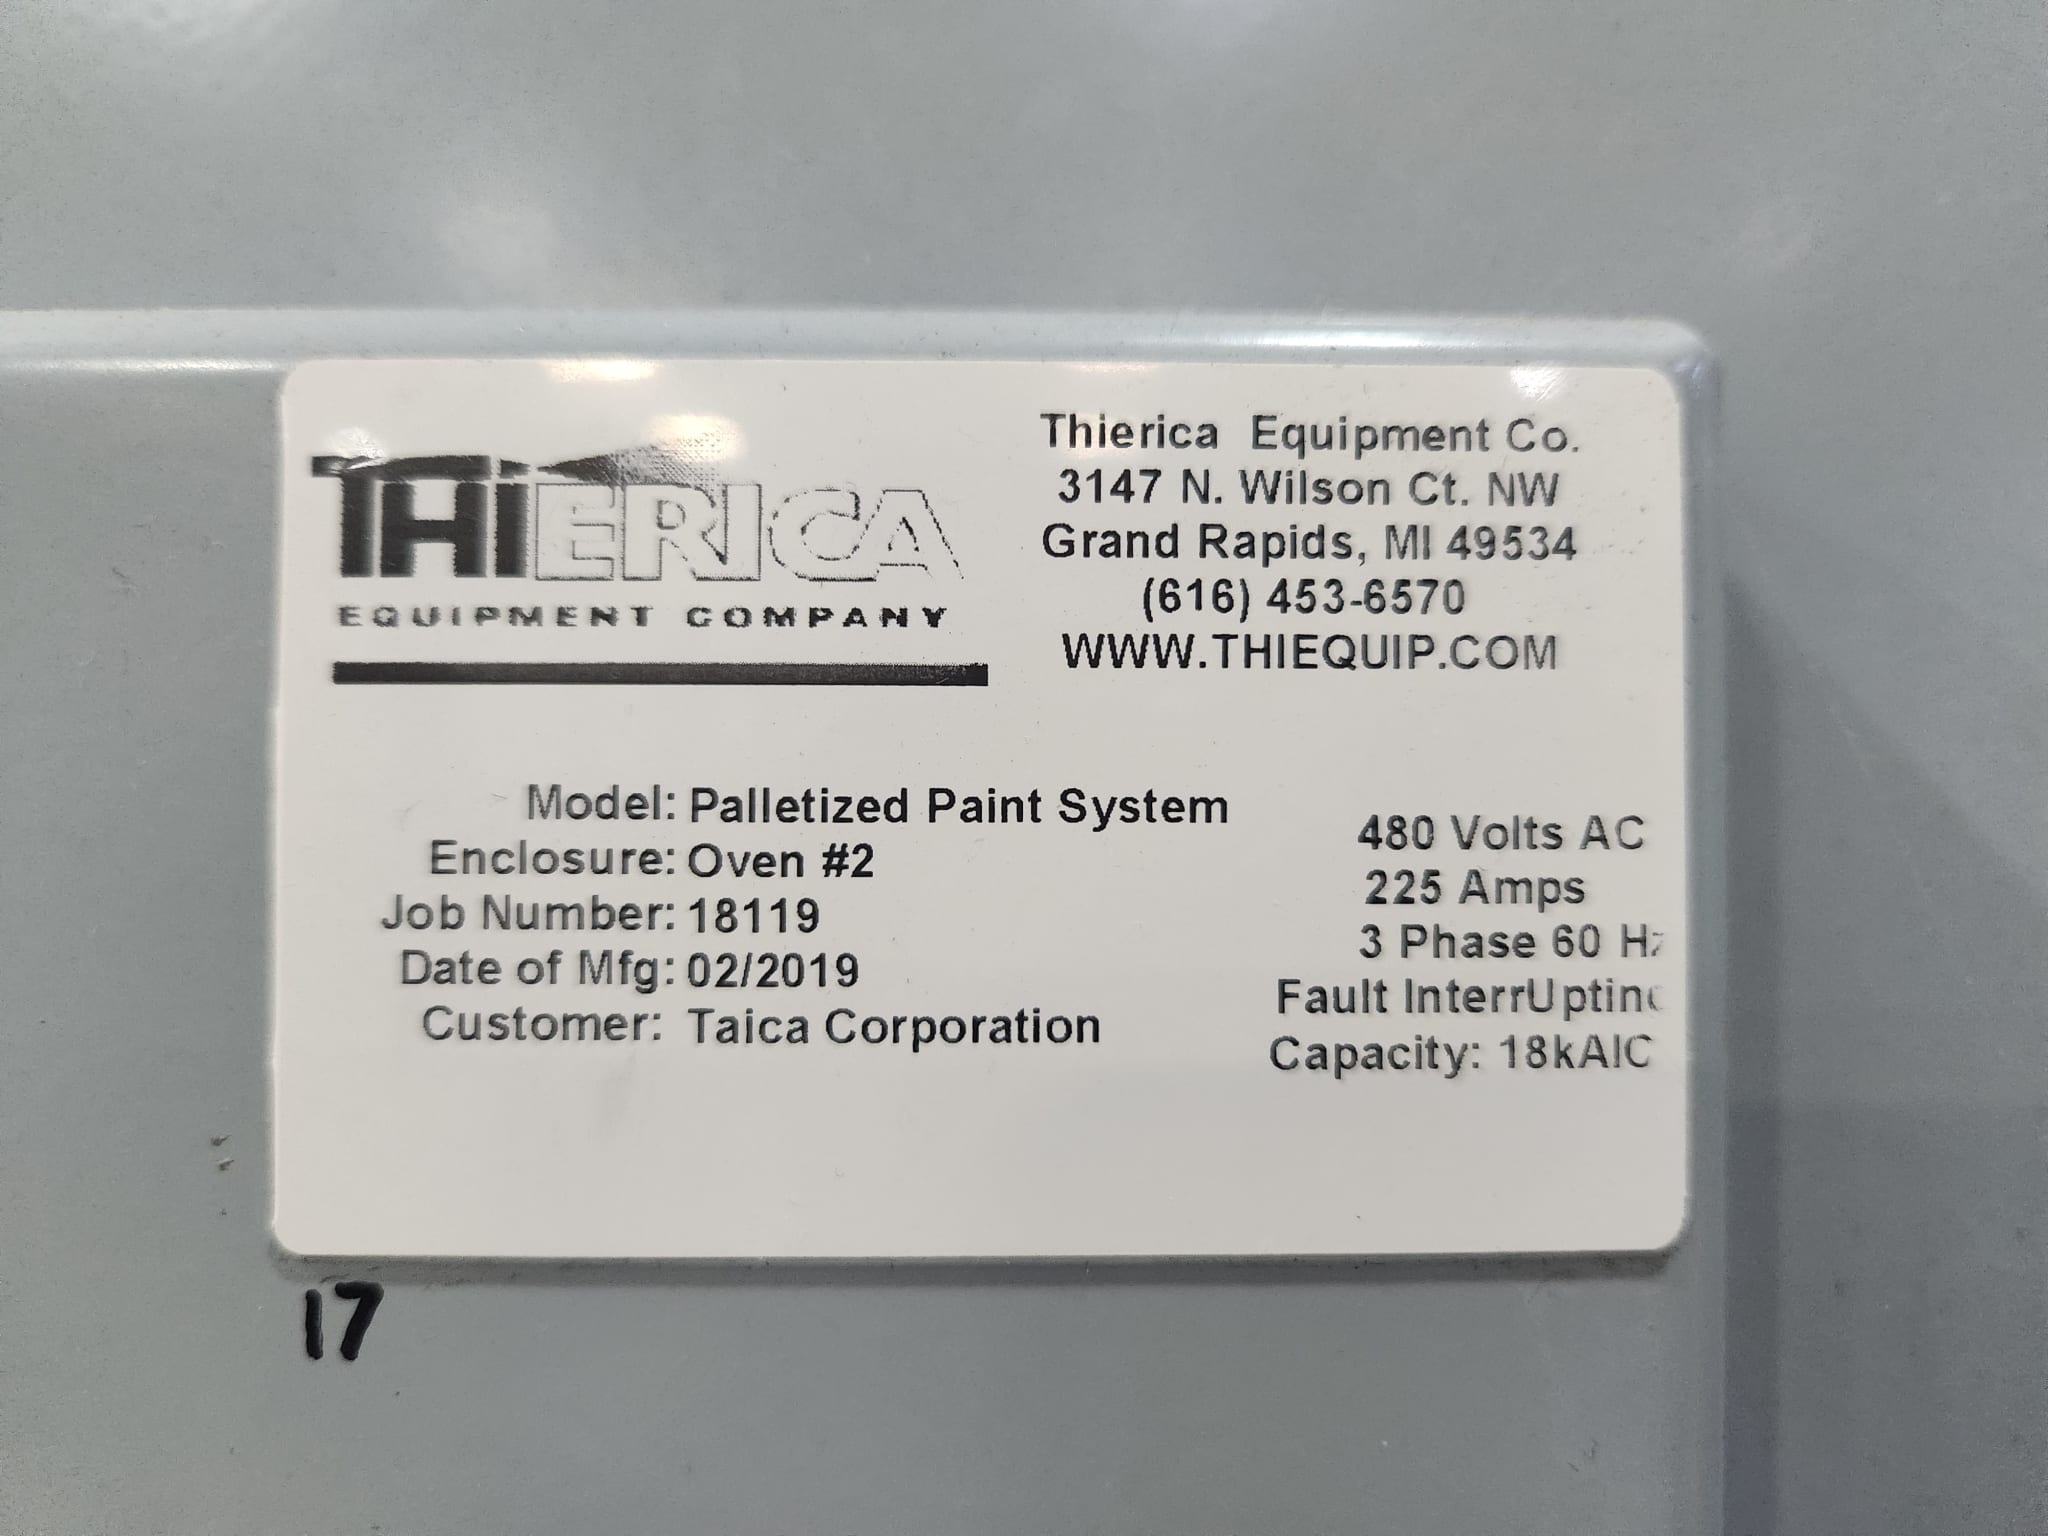 THIERICA
EQUIPMENT COMPANY
Thierica Equipment Co.
3147 N. Wilson Ct. NW
Grand Rapids, MI 49534
(616) 453-6570
WWW.THIEQUIP.COM
Model: Palletized Paint System
Enclosure: Oven #2
Job Number: 18119
Date of Mfg: 02/2019
Customer: Taica Corporation
480 Volts AC
225 Amps
3 Phase 60 Hz
Fault InterrUpting
Capacity: 18kAIC
17